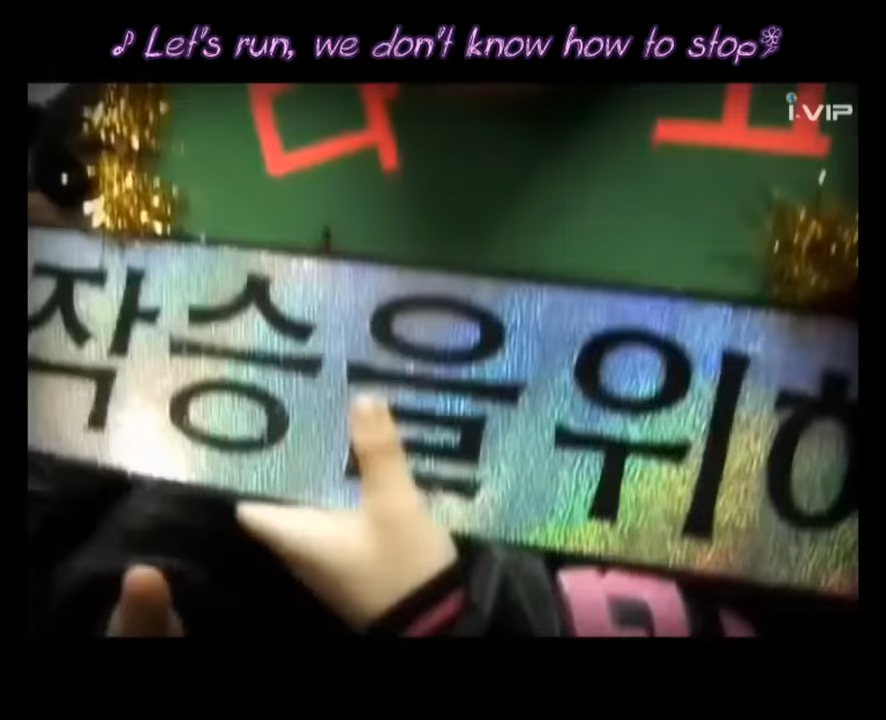 ♪ Let's run, we don't know how to stop
i.VIP
작승을위